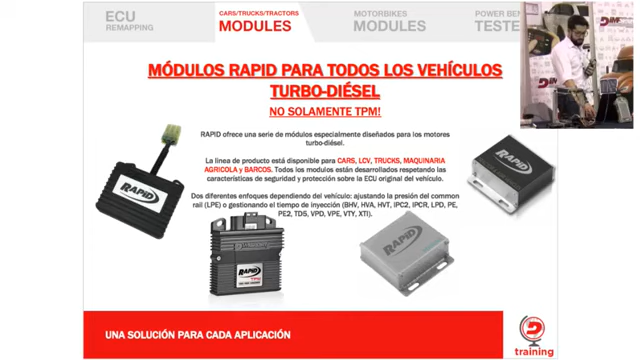 ECU
REMAPPING
CARS/TRUCKS/TRACTORS
MODULES
MOTORBIKES
MODULES
POWER BEN
TESTE
MÓDULOS RAPID PARA TODOS LOS VEHÍCULOS
TURBO-DIÉSEL
NO SOLAMENTE TPM!
RAPID ofrece una serie de módulos especialmente diseñados para los motores
turbo-diésel.
La línea de producto está disponible para CARS, LCV, TRUCKS, MAQUINARIA
AGRICOLA y BARCOS. Todos los modulos están desarrollados respetando las
características de seguridad y protección sobre la ECU original del vehículo.
Dos diferentes enfoques dependiendo del vehículo: ajustando la presión del common
rail (LPE) o gestionando el tiempo de inyección (BHV, HVA, HVT, IPC2, IPCR, LPD, PE,
PE2, TDS, VPD, VPE, VTY, XTI).
RAPID
RAPID
RAPID
TPM
RAPID
UNA SOLUCIÓN PARA CADA APLICACIÓN
training